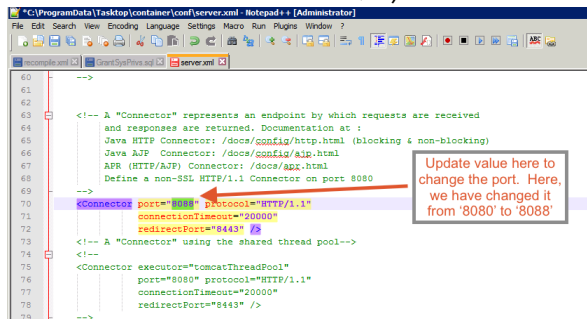 *C:\ProgramData\Tasktop\container\conf\server.xml - Notepad++ [Administrator]
File Edit Search View Encoding Language Settings Macro Run Plugins Window ?
recompile.xml GrantSysPrivs.sql server.xml
60 -->
61
62
63 <!-- A "Connector" represents an endpoint by which requests are received
64 and responses are returned. Documentation at :
65 Java HTTP Connector: /docs/config/http.html (blocking & non-blocking)
66 Java AJP Connector: /docs/config/ajp.html
67 APR (HTTP/AJP) Connector: /docs/apr.html
68 Define a non-SSL HTTP/1.1 Connector on port 8080
69 -->
70 <Connector port="8088" protocol="HTTP/1.1"
71 connectionTimeout="20000"
72 redirectPort="8443" />
73 <!-- A "Connector" using the shared thread pool-->
74 <!--
75 <Connector executor="tomcatThreadPool"
76 port="8080" protocol="HTTP/1.1"
77 connectionTimeout="20000"
78 redirectPort="8443" />
79 -->
Update value here to
change the port. Here,
we have changed it
from ‘8080’ to ‘8088’